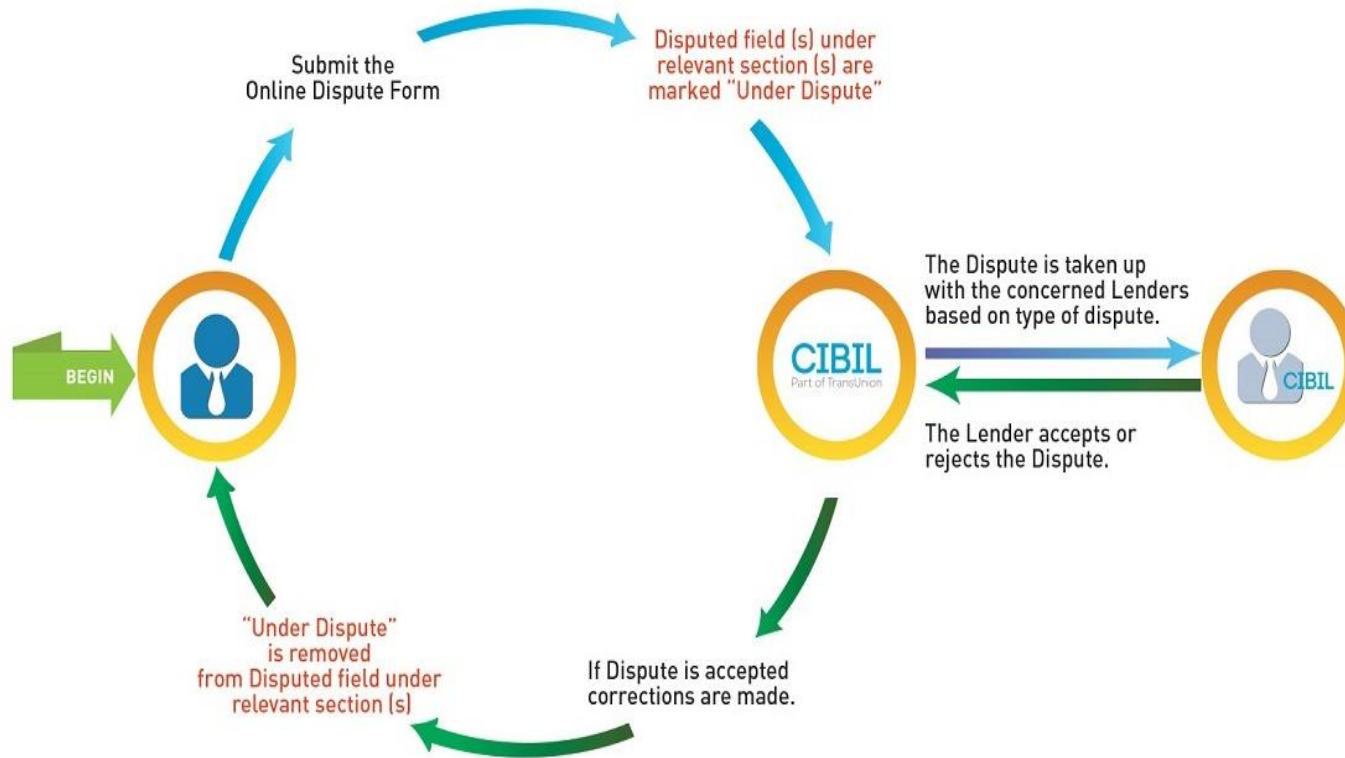 BEGIN
Submit the
Online Dispute Form
Disputed field (s) under
relevant section (s) are
marked “Under Dispute”
CIBIL
Part of TransUnion
The Dispute is taken up
with the concerned Lenders
based on type of dispute.
CIBIL
The Lender accepts or
rejects the Dispute.
If Dispute is accepted
corrections are made.
“Under Dispute”
is removed
from Disputed field under
relevant section (s)